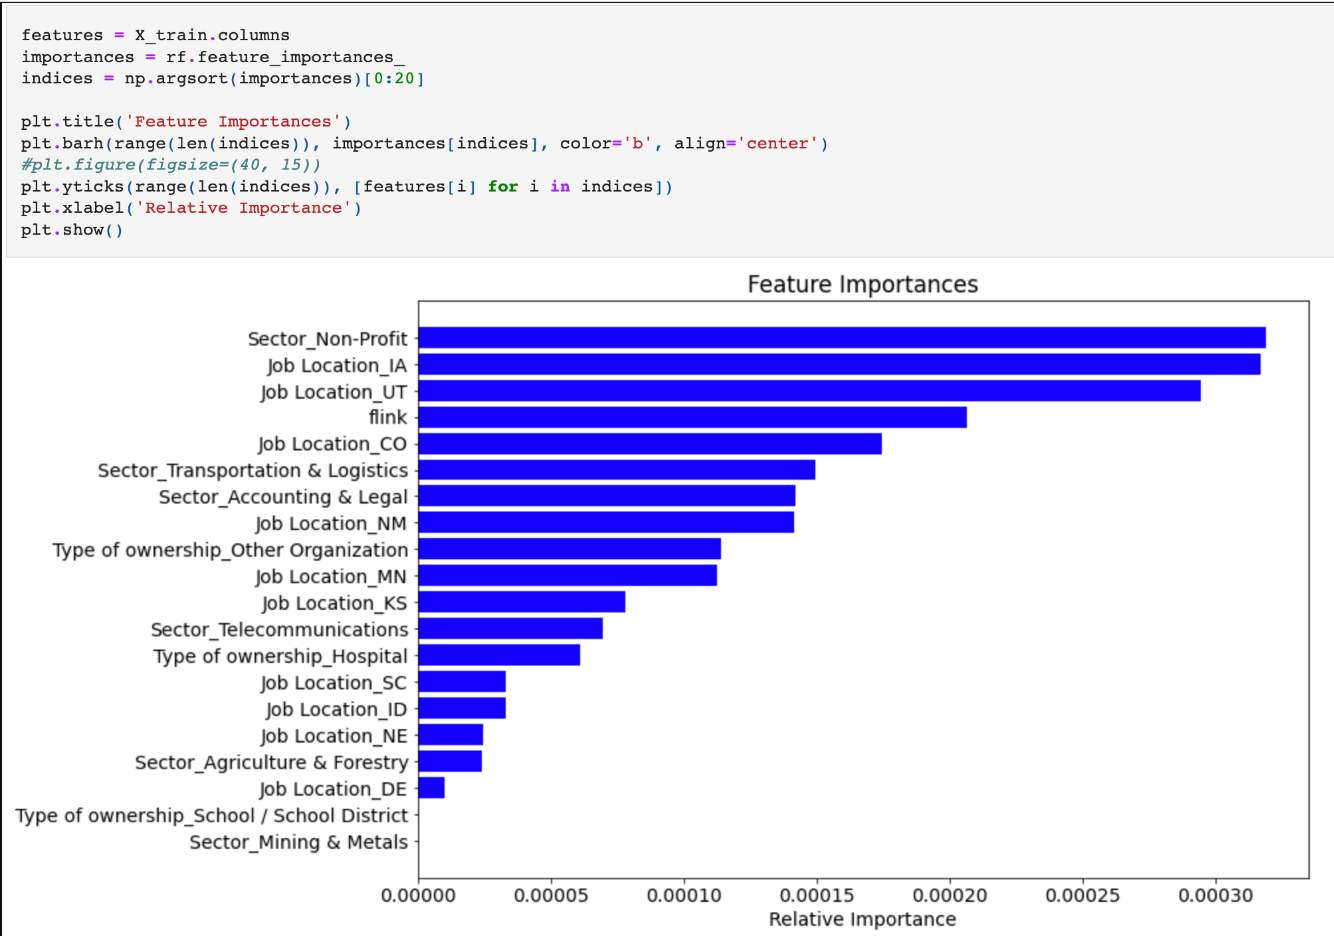 features = X_train.columns
importances = rf.feature_importances_
indices = np.argsort(importances)[0:20]
plt.title('Feature Importances')
plt.barh(range(len(indices)), importances[indices], color='b', align='center')
#plt.figure(figsize=(40, 15))
plt.yticks(range(len(indices)), [features[i] for i in indices])
plt.xlabel('Relative Importance')
plt.show()
Feature Importances
Sector_Non-Profit
Job Location_IA
Job Location_UT
flink
Job Location_CO
Sector_Transportation & Logistics
Sector_Accounting & Legal
Job Location_NM
Type of ownership_Other Organization
Job Location_MN
Job Location_KS
Sector_Telecommunications
Type of ownership_Hospital
Job Location_SC
Job Location_ID
Job Location_NE
Sector_Agriculture & Forestry
Job Location_DE
Type of ownership_School / School District
Sector_Mining & Metals
0.00000 0.00005 0.00010 0.00015 0.00020 0.00025 0.00030
Relative Importance